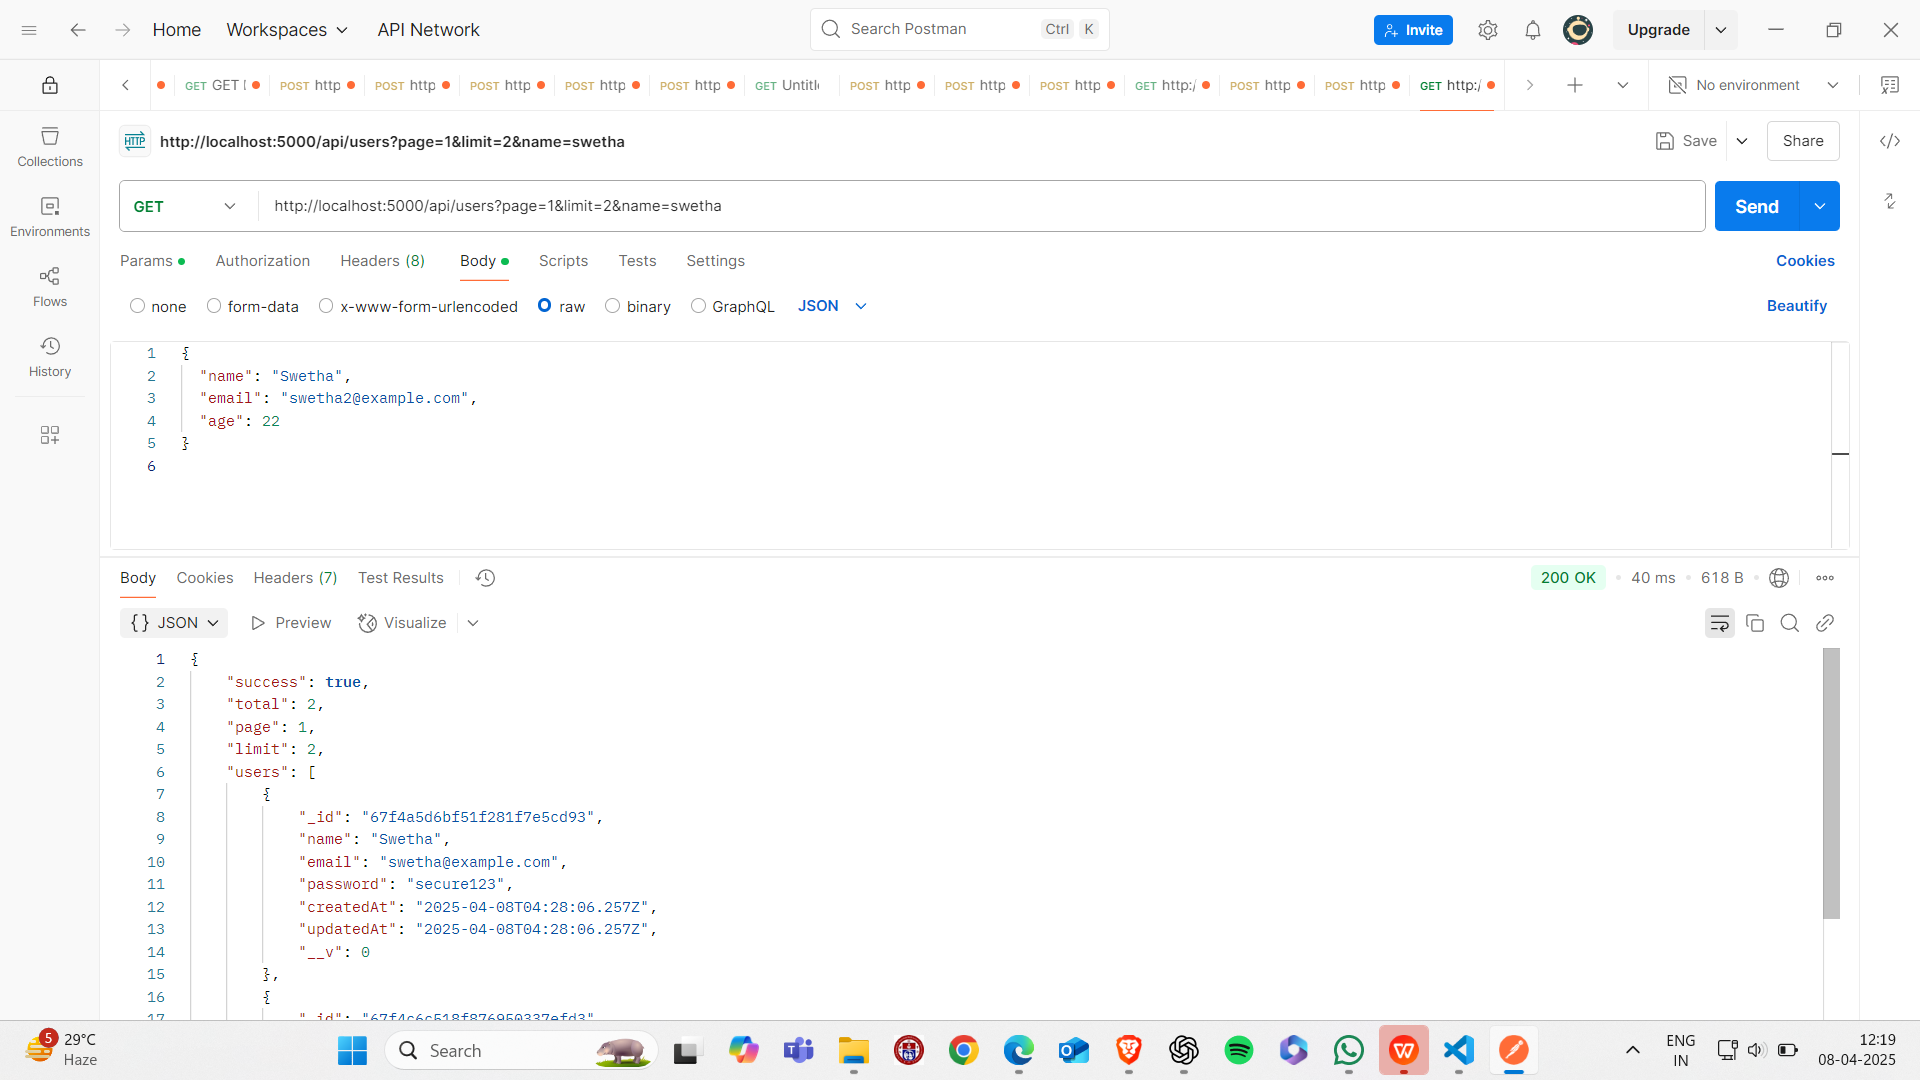 Home Workspaces API Network Search Postman Ctrl K Invite Upgrade
GET GET POST http POST http POST http POST http POST http GET Untitle POST http POST http POST http GET http:/ POST http POST http GET http:/ No environment
HTTP http://localhost:5000/api/users?page=1&limit=2&name=swetha Save Share
Collections
Environments
Flows
History
GET http://localhost:5000/api/users?page=1&limit=2&name=swetha Send
Params Authorization Headers (8) Body Scripts Tests Settings Cookies
none form-data x-www-form-urlencoded raw binary GraphQL JSON Beautify
1 {
2 "name": "Swetha",
3 "email": "swetha2@example.com",
4 "age": 22
5 }
6
Body Cookies Headers (7) Test Results 200 OK 40 ms 618 B
{} JSON Preview Visualize
1 {
2 "success": true,
3 "total": 2,
4 "page": 1,
5 "limit": 2,
6 "users": [
7 {
8 "_id": "67f4a5d6bf51f281f7e5cd93",
9 "name": "Swetha",
10 "email": "swetha@example.com",
11 "password": "secure123",
12 "createdAt": "2025-04-08T04:28:06.257Z",
13 "updatedAt": "2025-04-08T04:28:06.257Z",
14 "__v": 0
15 },
16 {
17 "_id": "67f4c6c518f876950337efd3"
5 29°C
Haze
Search
ENG
IN
12:19
08-04-2025